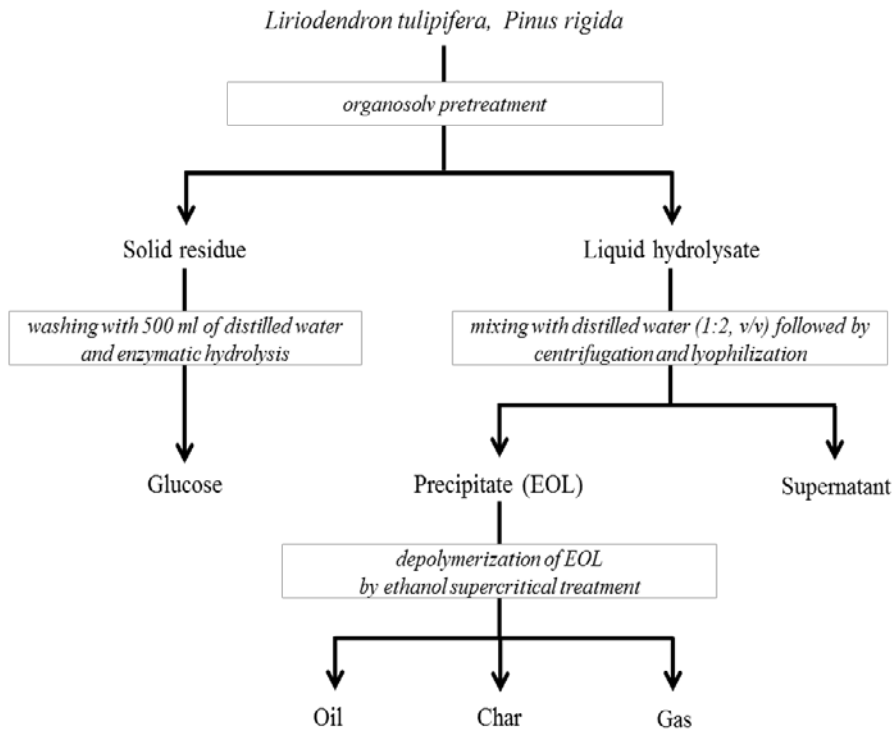 Liriodendron tulipifera, Pinus rigida
organosolv pretreatment
Solid residue
Liquid hydrolysate
washing with 500 ml of distilled water
and enzymatic hydrolysis
mixing with distilled water (1:2, v/v) followed by
centrifugation and lyophilization
Glucose
Precipitate (EOL)
Supernatant
depolymerization of EOL
by ethanol supercritical treatment
Oil
Char
Gas